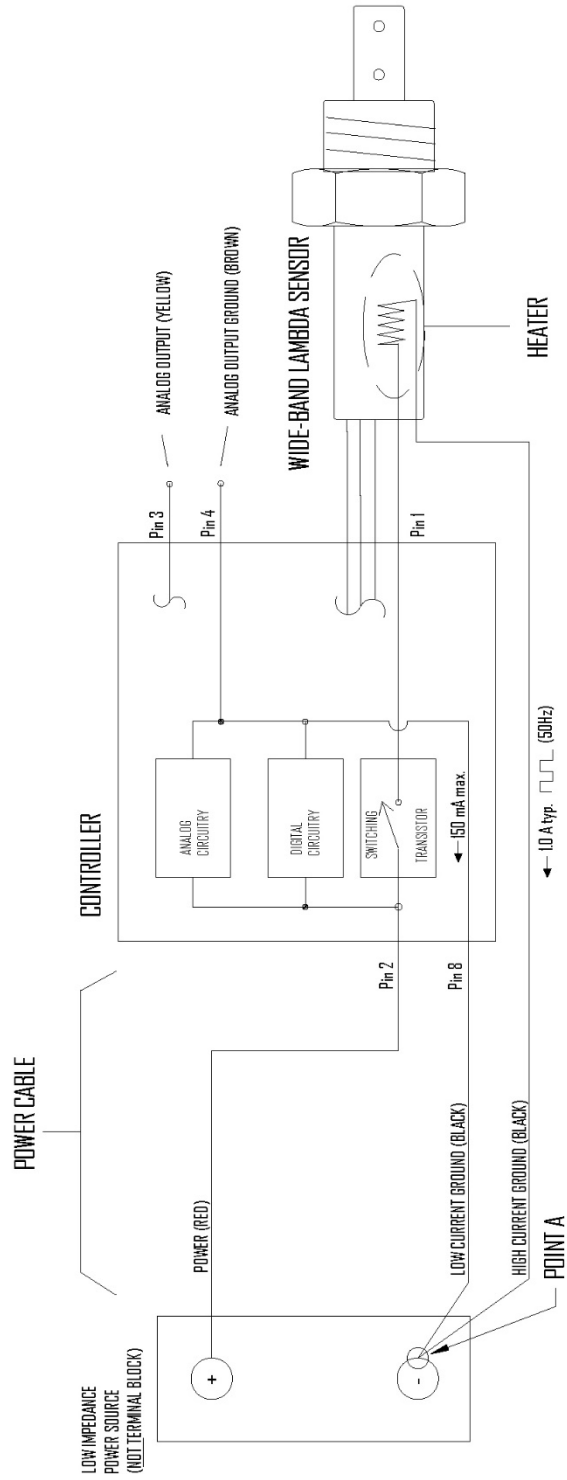 LOW IMPEDANCE
POWER SOURCE
(NOT TERMINAL BLOCK)
+
-
POWER CABLE
POWER (RED)
LOW CURRENT GROUND (BLACK)
HIGH CURRENT GROUND (BLACK)
POINT A
CONTROLLER
Pin 2
Pin 8
ANALOG
CIRCUITRY
DIGITAL
CIRCUITRY
SWITCHING
TRANSISTOR
150 mA max.
1.0 A typ.
(50Hz)
Pin 3
Pin 4
Pin 1
ANALOG OUTPUT (YELLOW)
ANALOG OUTPUT GROUND (BROWN)
WIDE-BAND LAMBDA SENSOR
HEATER